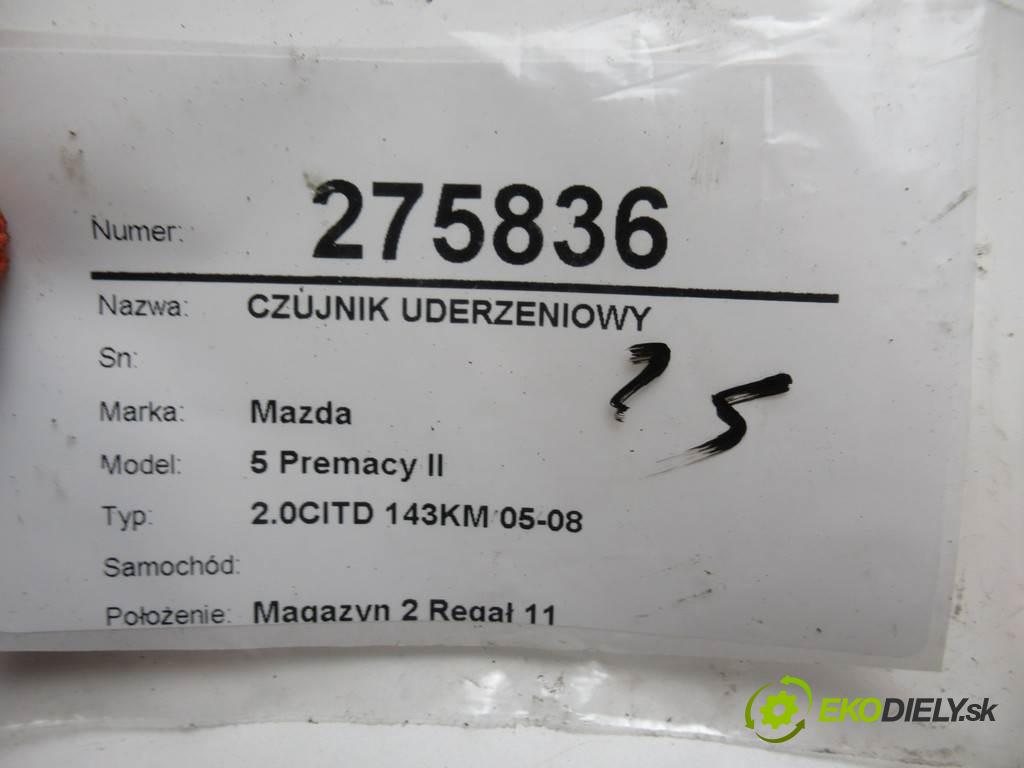 Numer: 275836
Nazwa: CZUJNIK UDERZENIOWY
Sn:
Marka: Mazda
Model: 5 Premacy II
Typ: 2.0CITD 143KM 05-08
Samochód:
Położenie: Magazyn 2 Regał 11
EKODIELY.sk